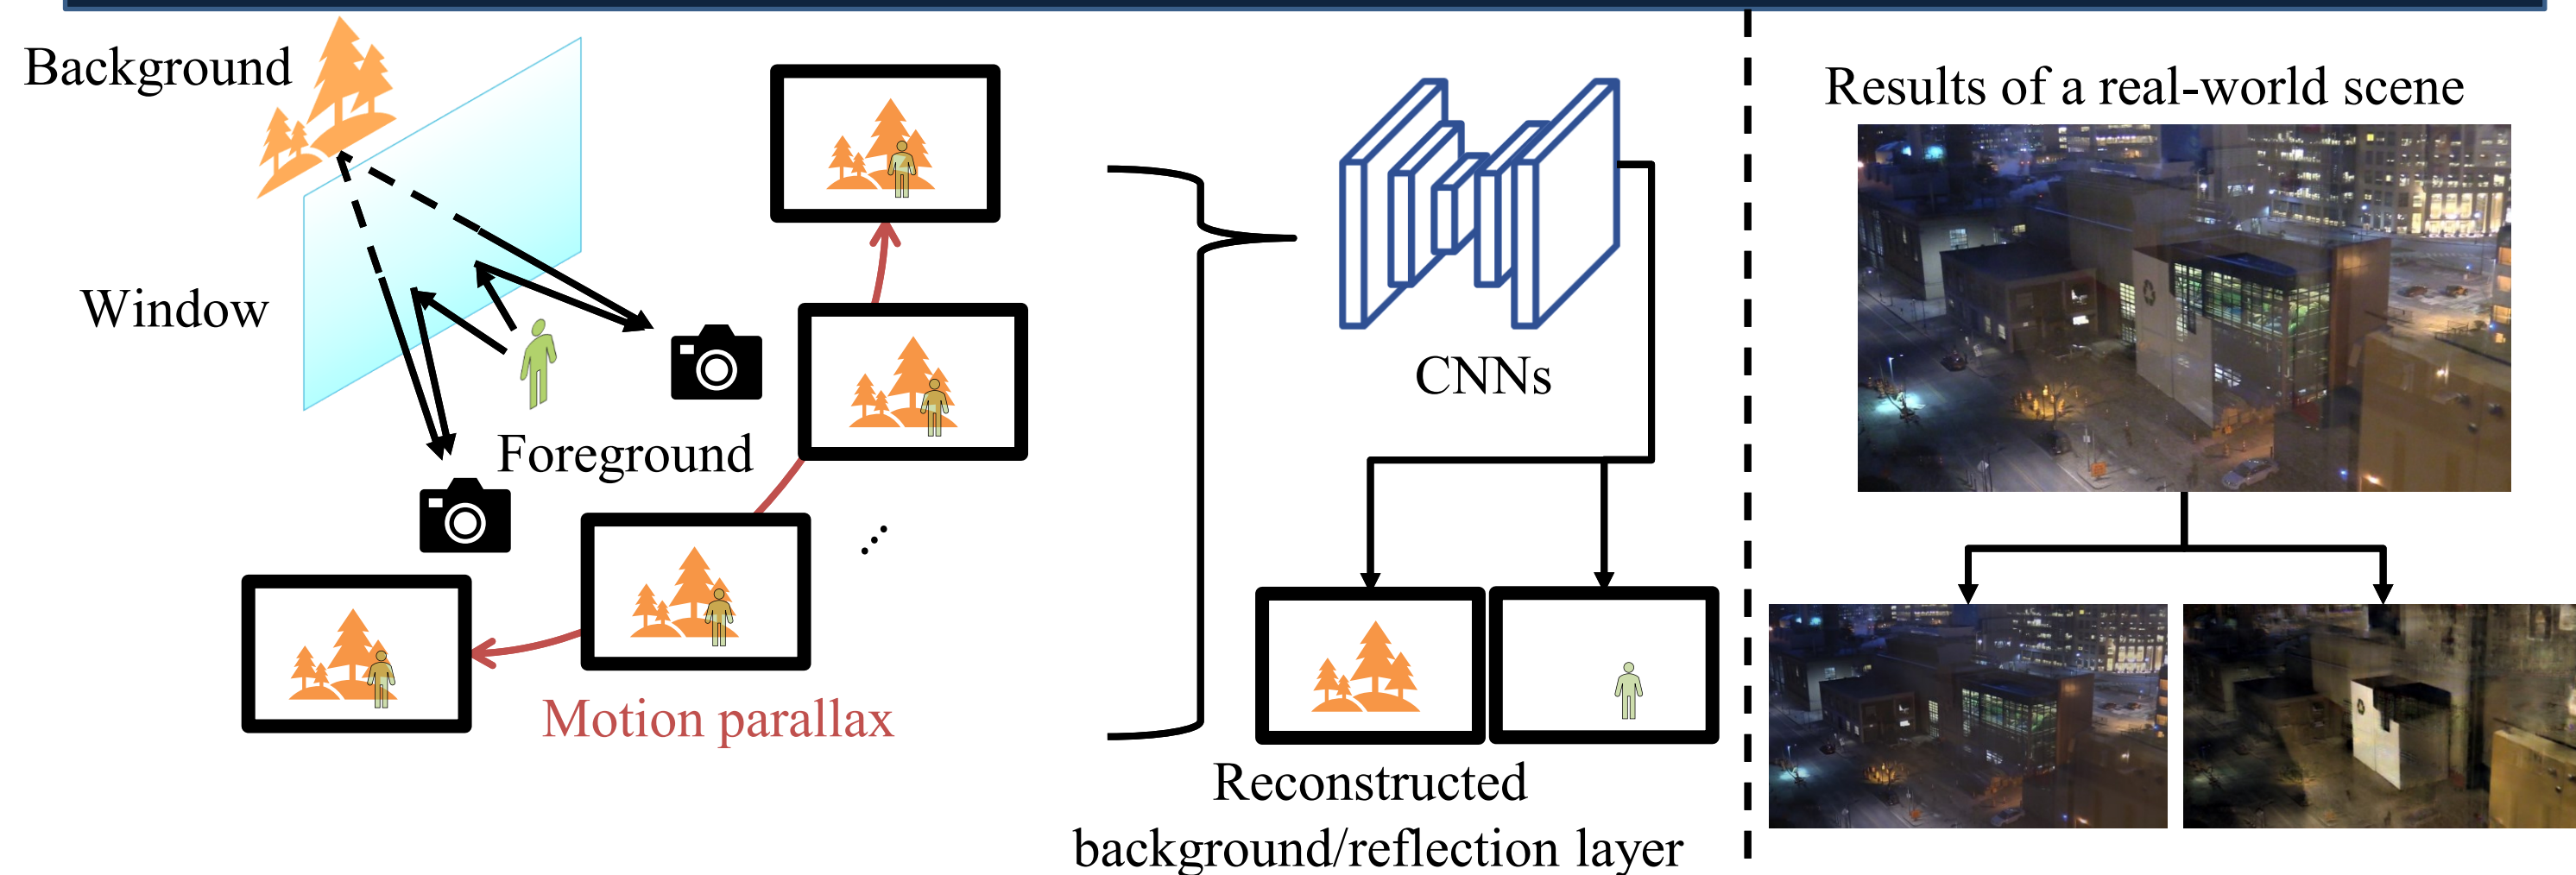 Background
Window
Foreground
Motion parallax
CNNs
Reconstructed
background/reflection layer
Results of a real-world scene